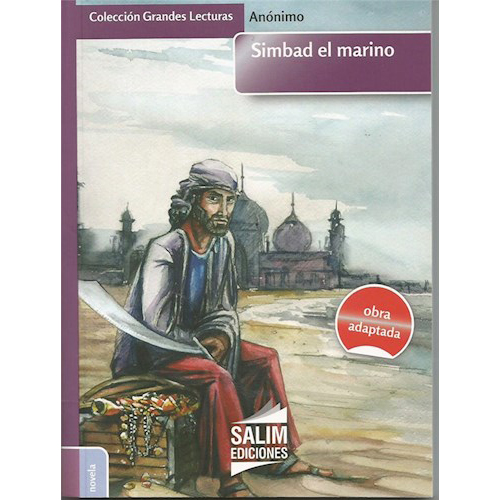 Colección Grandes Lecturas
Anónimo
Simbad el marino
obra
adaptada
SALIM
EDICIONES
novela